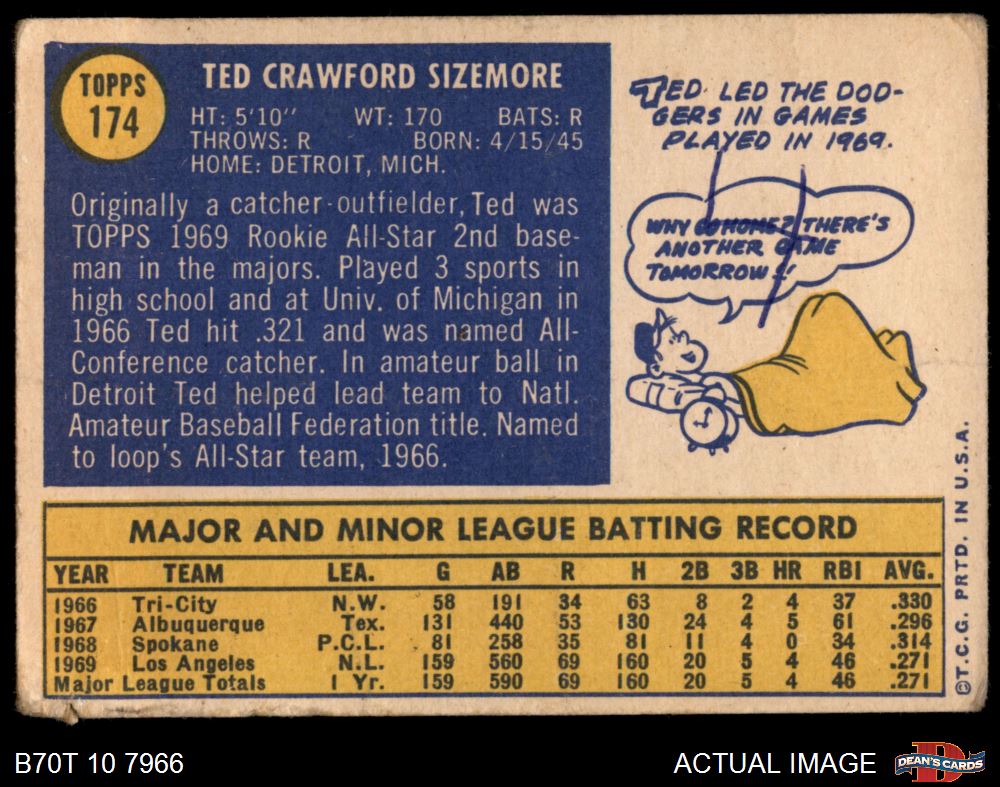 TOPPS
174
TED CRAWFORD SIZEMORE
HT: 5'10" WT: 170 BATS: R
THROWS: R BORN: 4/15/45
HOME: DETROIT, MICH.
Originally a catcher-outfielder, Ted was
TOPPS 1969 Rookie All-Star 2nd base-
man in the majors. Played 3 sports in
high school and at Univ. of Michigan in
1966 Ted hit .321 and was named All-
Conference catcher. In amateur ball in
Detroit Ted helped lead team to Natl.
Amateur Baseball Federation title. Named
to loop's All-Star team, 1966.
TED LED THE DOD-
GERS IN GAMES
PLAYED IN 1969.
WHY GO HOME? THERE'S
ANOTHER GAME
TOMORROW!!
MAJOR AND MINOR LEAGUE BATTING RECORD
YEAR TEAM LEA. G AB R H 2B 3B HR RBI AVG.
1966 Tri-City N.W. 58 191 34 63 8 2 4 37 .330
1967 Albuquerque Tex. 131 440 53 130 24 4 5 61 .296
1968 Spokane P.C.L. 81 258 35 81 11 4 0 34 .314
1969 Los Angeles N.L. 159 560 69 160 20 5 4 46 .271
Major League Totals 1 Yr. 159 590 69 160 20 5 4 46 .271
©T.C.G. PRTD. IN U.S.A.
B70T 10 7966
ACTUAL IMAGE
DEAN'S CARDS